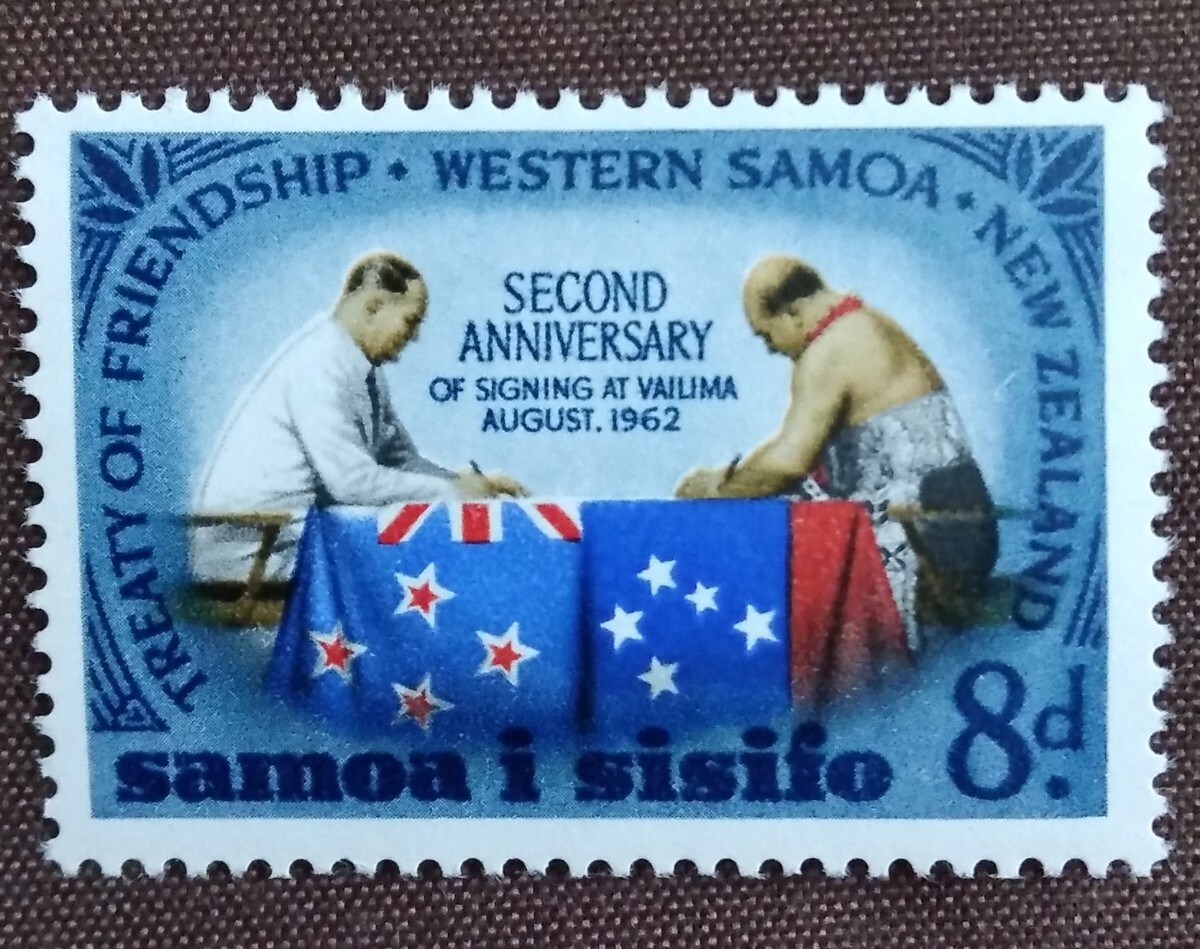 TREATY OF FRIENDSHIP • WESTERN SAMOA • NEW ZEALAND
SECOND
ANNIVERSARY
OF SIGNING AT VAILIMA
AUGUST. 1962
samoa i sisifo
8d.